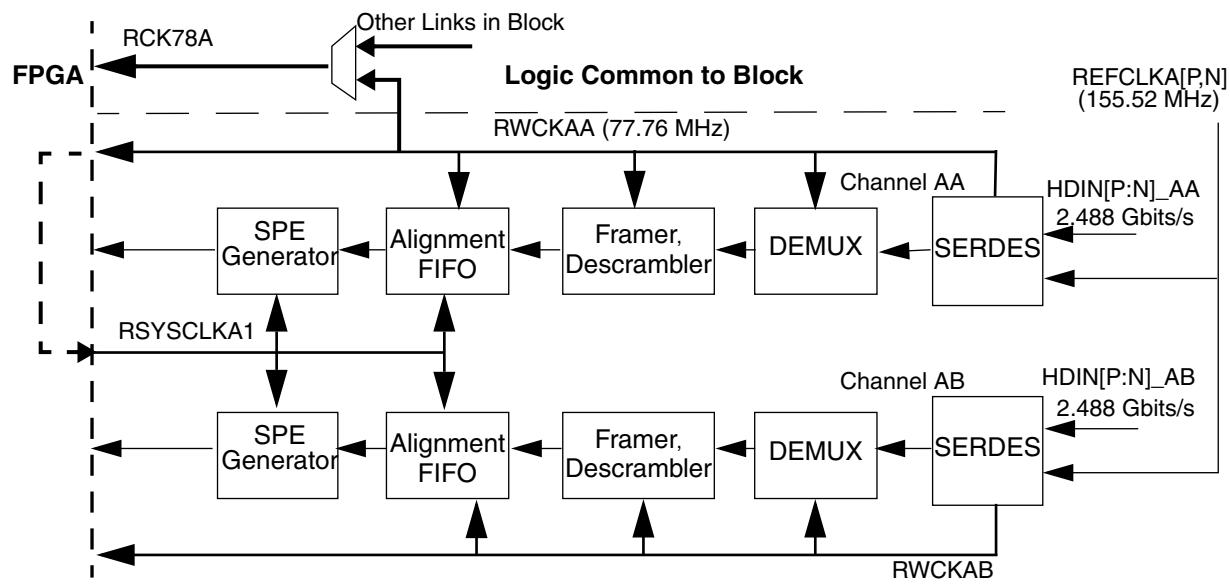 Other Links in Block
RCK78A
FPGA
Logic Common to Block
REFCLKA[P,N]
(155.52 MHz)
RWCKAA (77.76 MHz)
Channel AA
HDIN[P:N]_AA
2.488 Gbits/s
SPE
Generator
Alignment
FIFO
Framer,
Descrambler
DEMUX
SERDES
RSYSCLKA1
Channel AB
HDIN[P:N]_AB
2.488 Gbits/s
SPE
Generator
Alignment
FIFO
Framer,
Descrambler
DEMUX
SERDES
RWCKAB